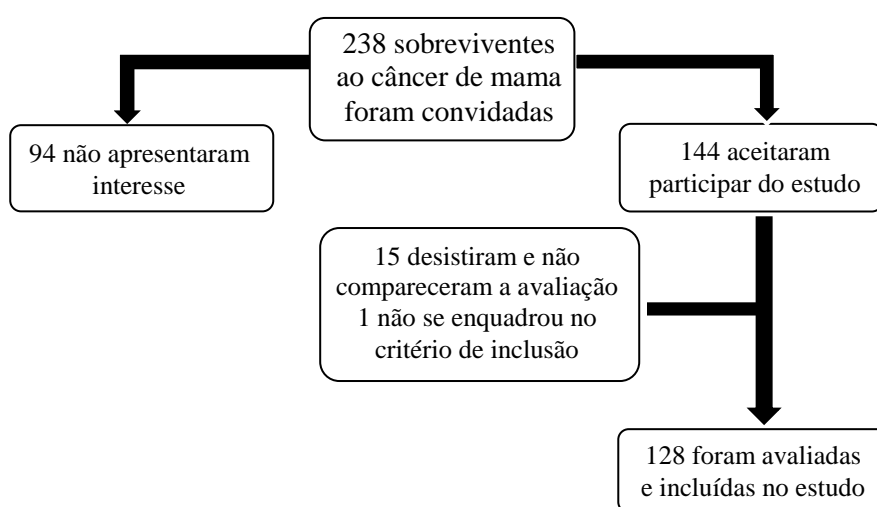 238 sobreviventes
ao câncer de mama
foram convidadas
94 não apresentaram
interesse
144 aceitaram
participar do estudo
15 desistiram e não
compareceram a avaliação
1 não se enquadrou no
critério de inclusão
128 foram avaliadas
e incluídas no estudo